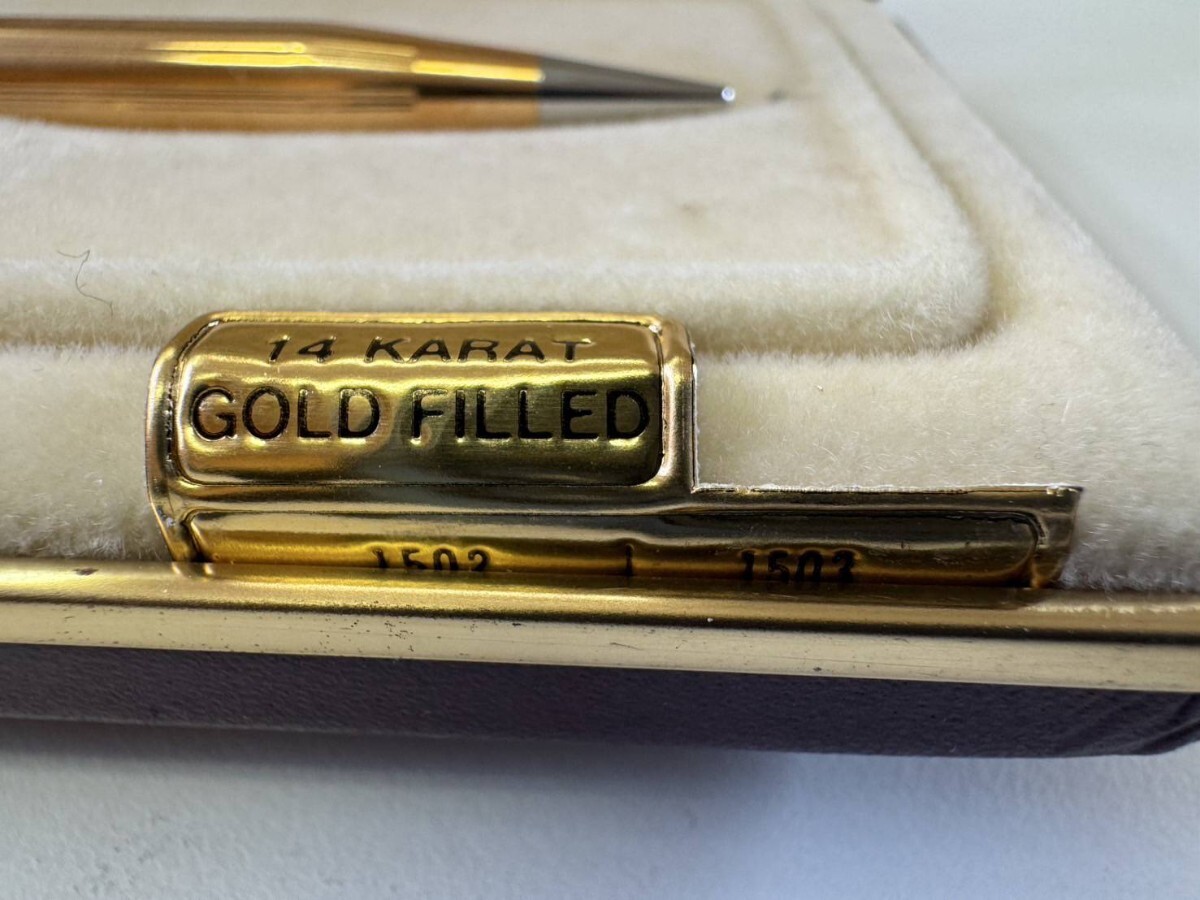 14 KARAT
GOLD FILLED
1502 | 1503